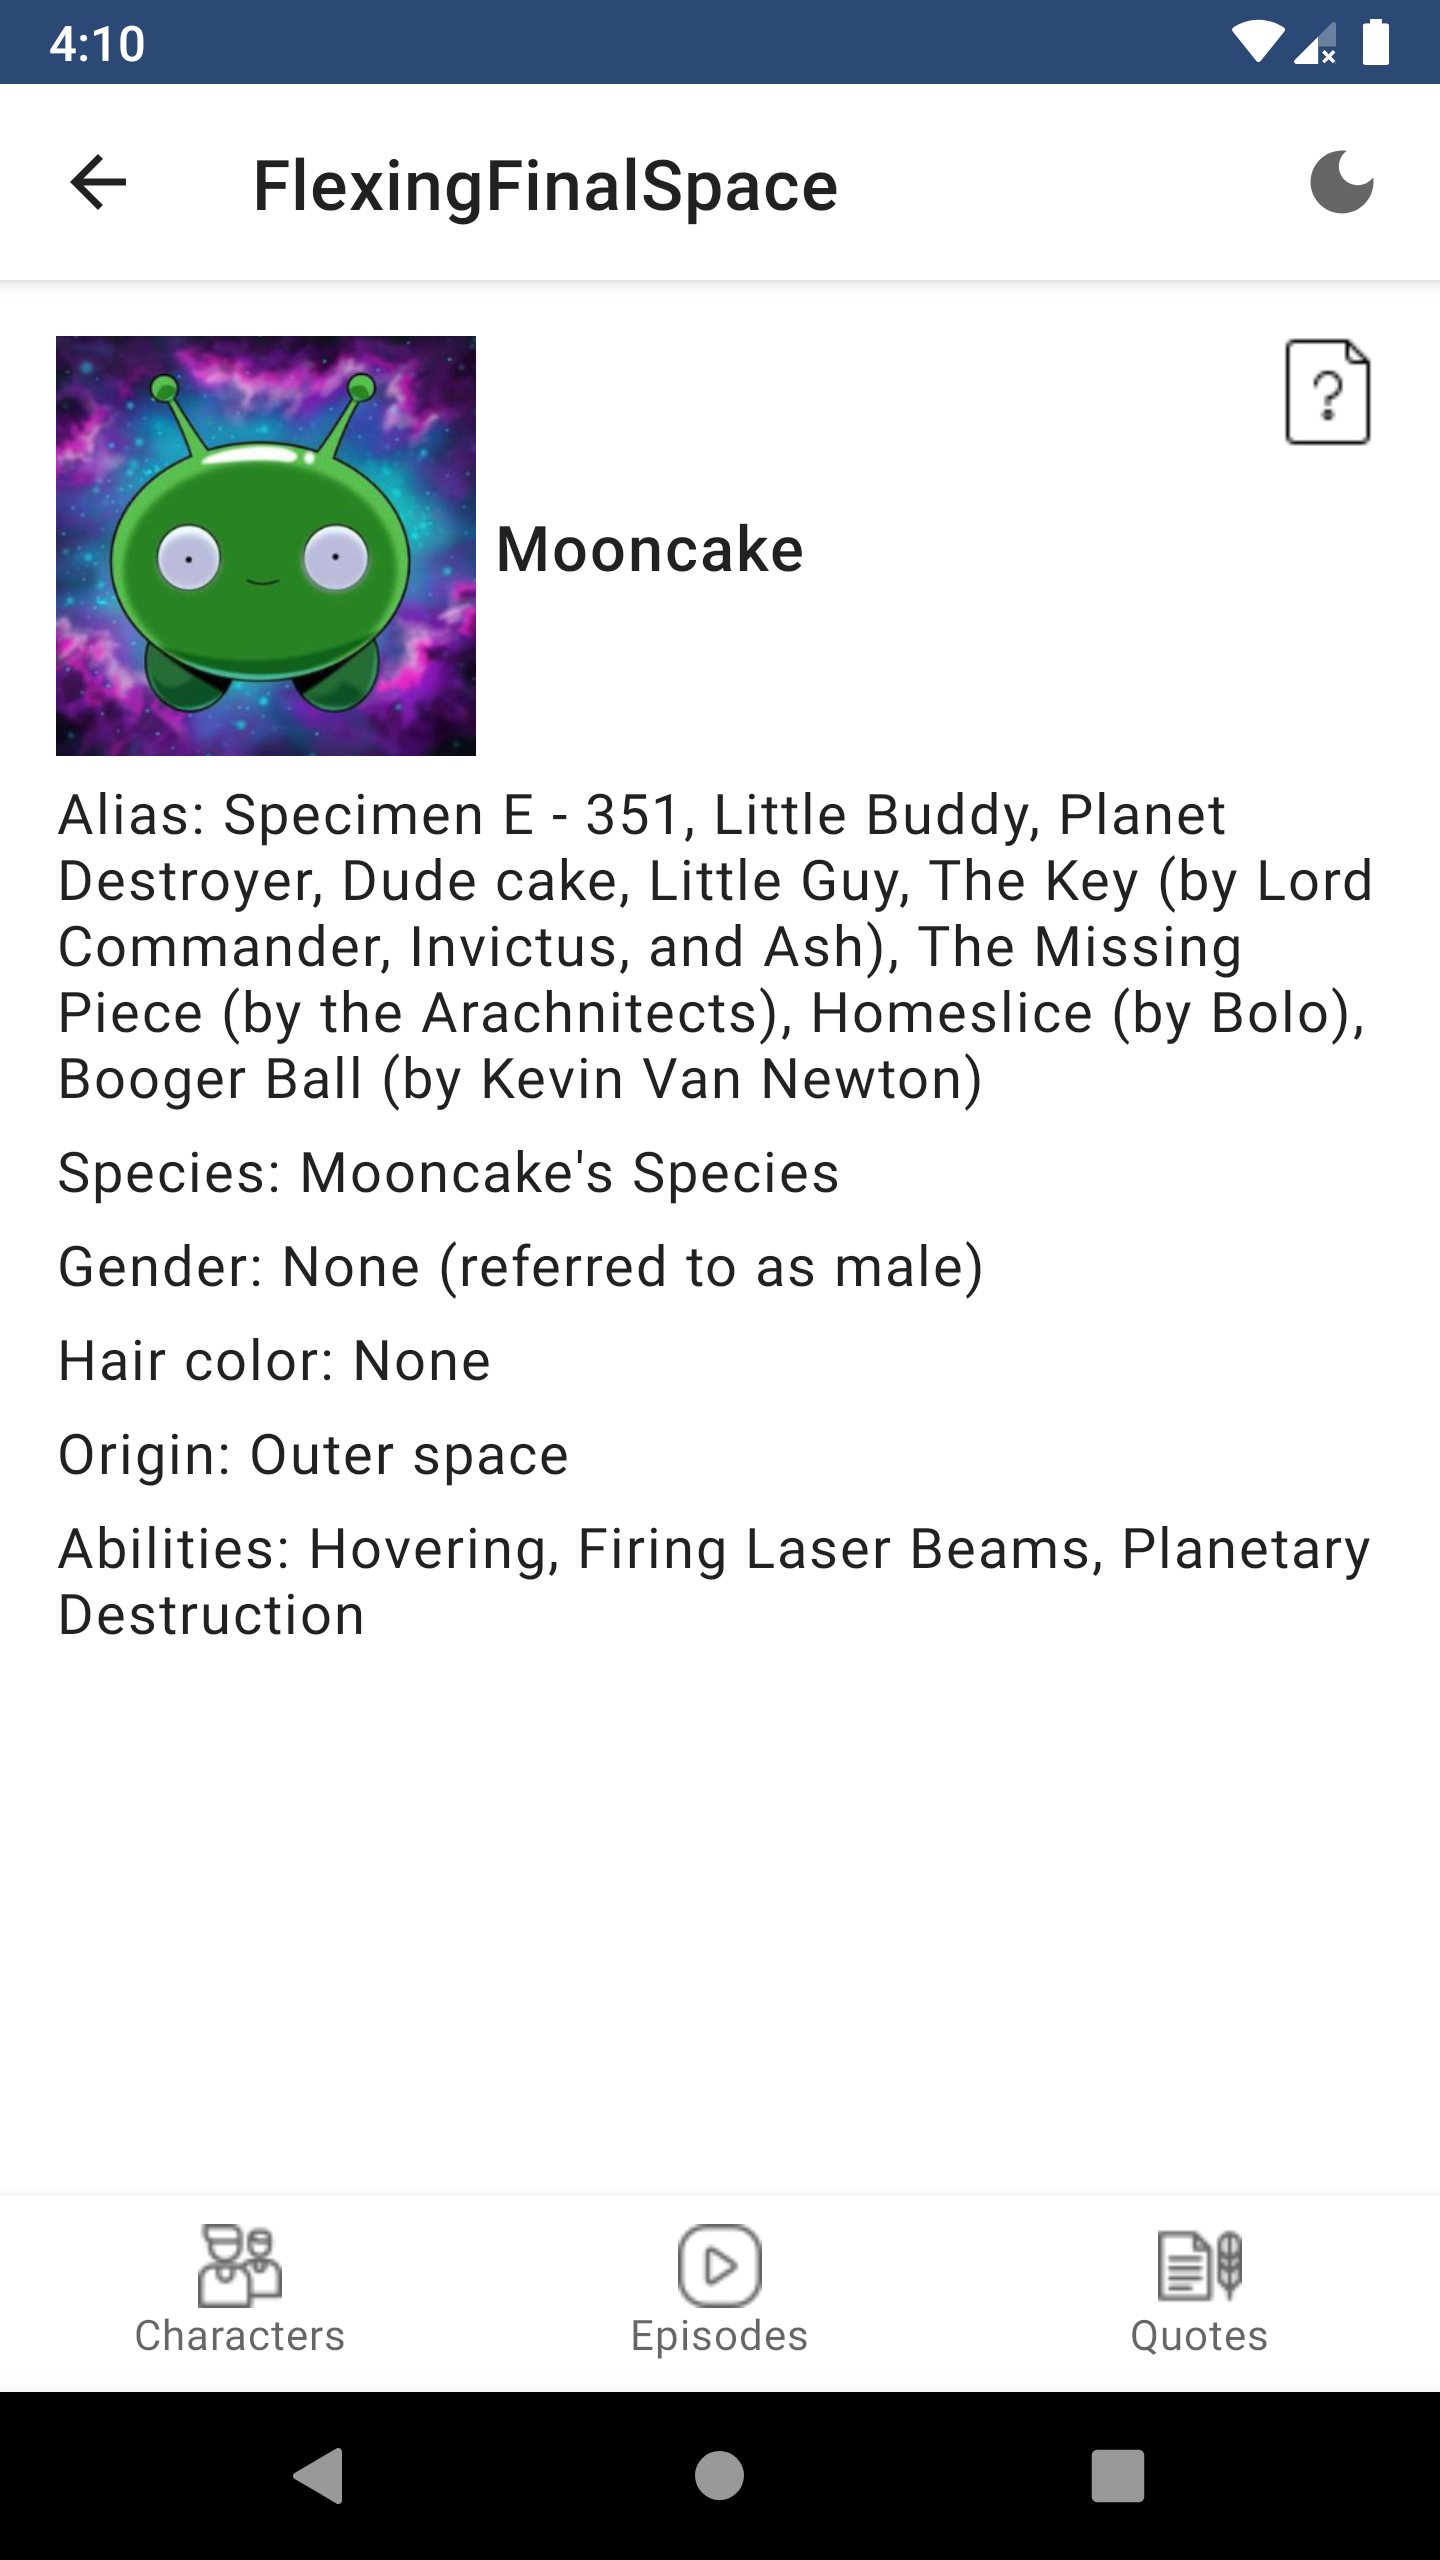 4:10
FlexingFinalSpace
Mooncake
Alias: Specimen E - 351, Little Buddy, Planet
Destroyer, Dude cake, Little Guy, The Key (by Lord
Commander, Invictus, and Ash), The Missing
Piece (by the Arachnitects), Homeslice (by Bolo),
Booger Ball (by Kevin Van Newton)
Species: Mooncake's Species
Gender: None (referred to as male)
Hair color: None
Origin: Outer space
Abilities: Hovering, Firing Laser Beams, Planetary
Destruction
Characters
Episodes
Quotes